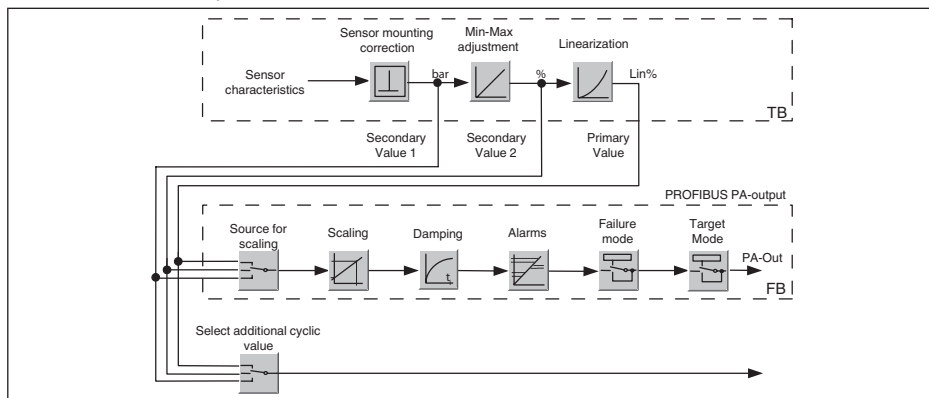 Sensor mounting
correction
Min-Max
adjustment
Linearization
Sensor
characteristics
bar
%
Lin%
TB
Secondary
Value 1
Secondary
Value 2
Primary
Value
PROFIBUS PA-output
Source for
scaling
Scaling
Damping
Alarms
Failure
mode
Target
Mode
t
PA-Out
FB
Select additional cyclic
value